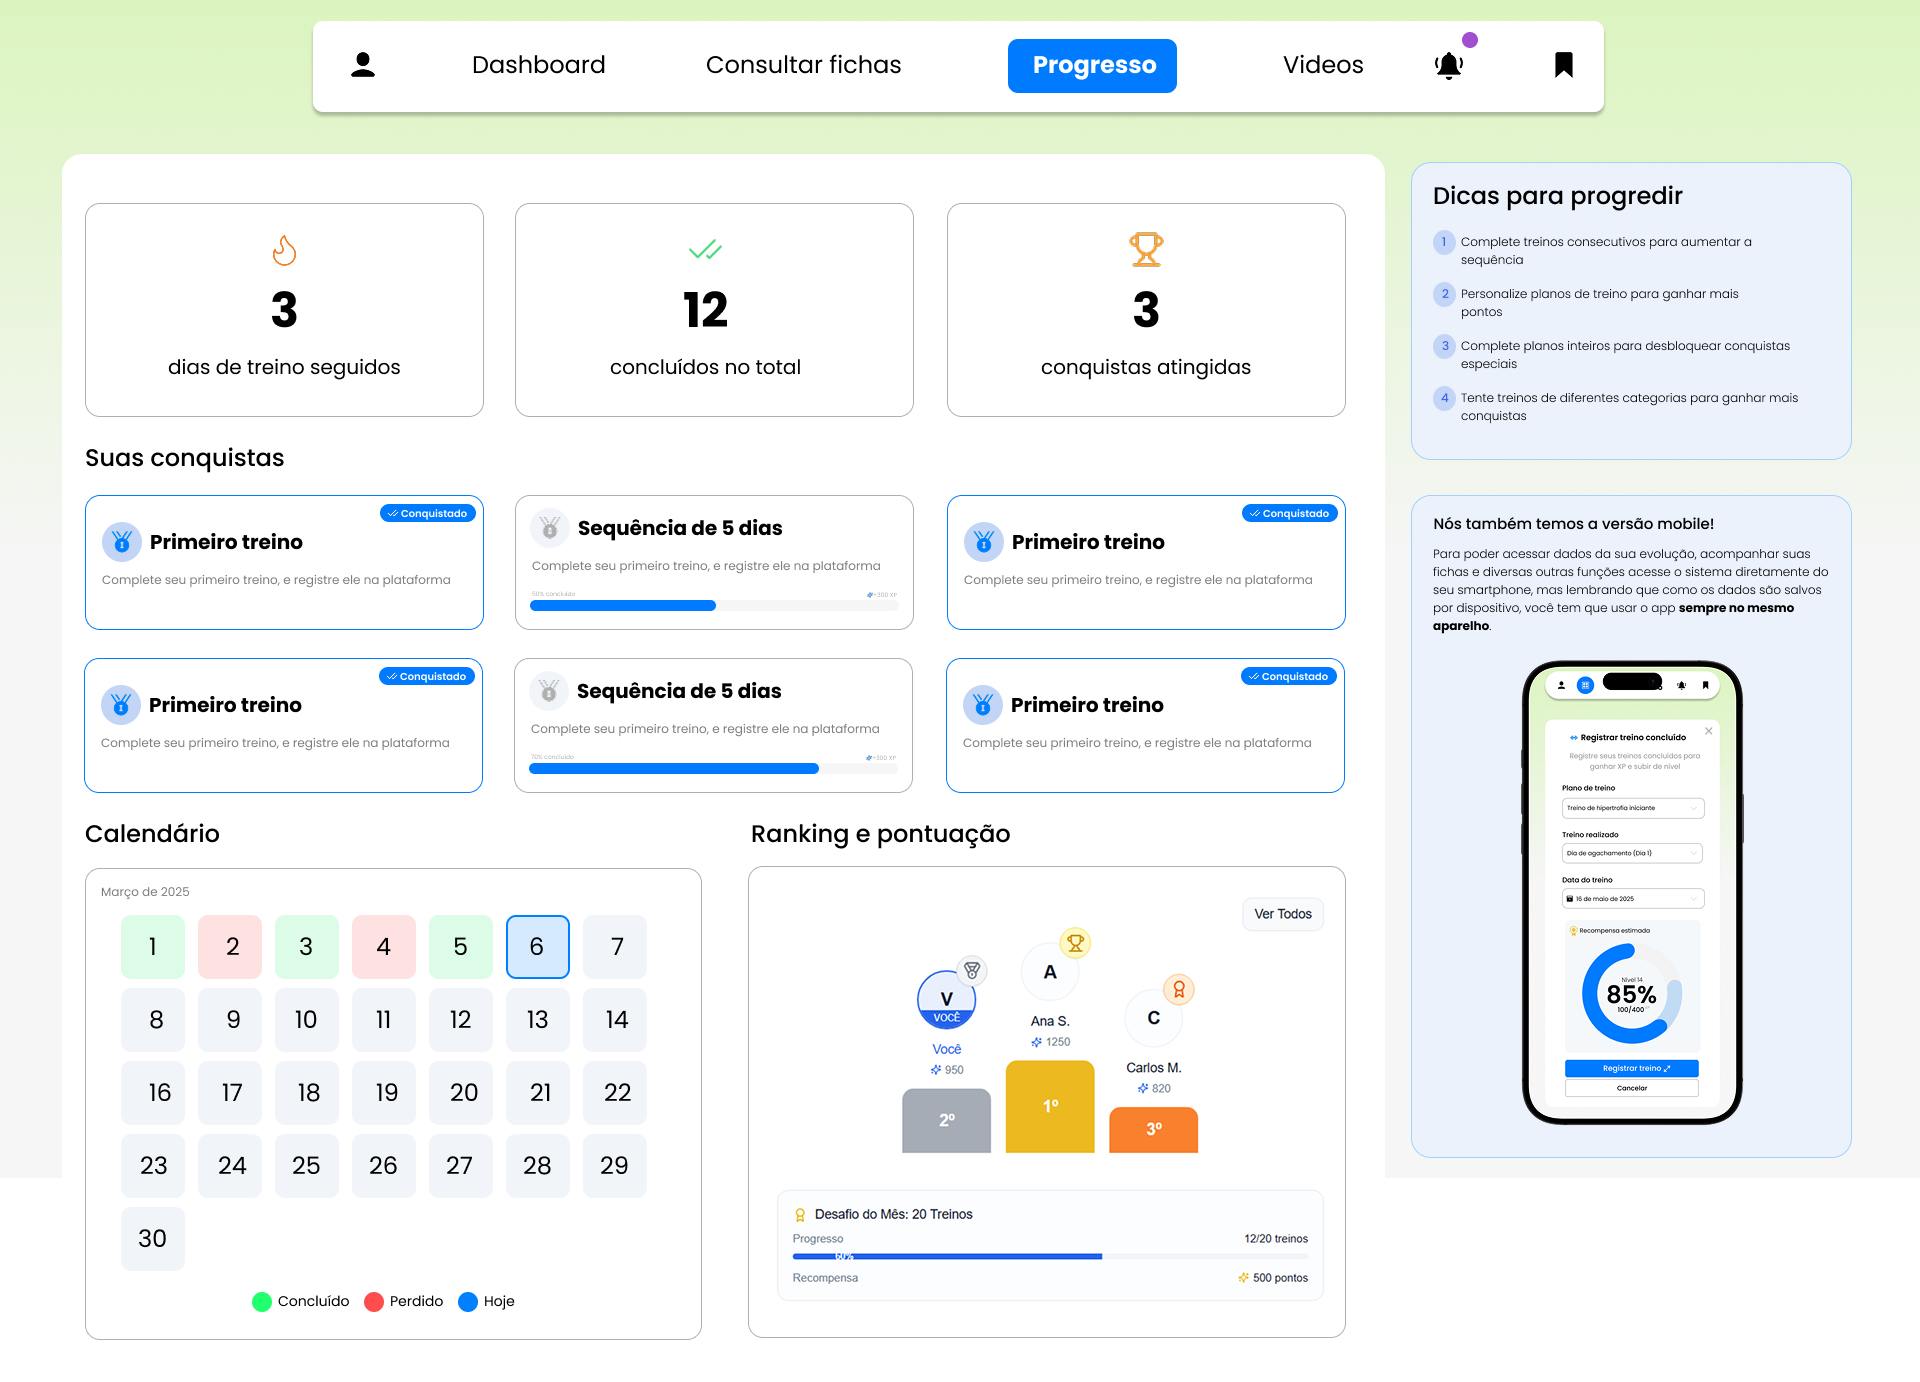 Dashboard
Consultar fichas
Progresso
Videos
3
dias de treino seguidos
12
concluídos no total
3
conquistas atingidas
Suas conquistas
Conquistado
Primeiro treino
Complete seu primeiro treino, e registre ele na plataforma
Sequência de 5 dias
Complete seu primeiro treino, e registre ele na plataforma
50% concluído
+300 XP
Conquistado
Primeiro treino
Complete seu primeiro treino, e registre ele na plataforma
Conquistado
Primeiro treino
Complete seu primeiro treino, e registre ele na plataforma
Sequência de 5 dias
Complete seu primeiro treino, e registre ele na plataforma
70% concluído
+300 XP
Conquistado
Primeiro treino
Complete seu primeiro treino, e registre ele na plataforma
Calendário
Março de 2025
1 2 3 4 5 6 7
8 9 10 11 12 13 14
16 17 18 19 20 21 22
23 24 25 26 27 28 29
30
Concluído
Perdido
Hoje
Ranking e pontuação
Ver Todos
V
VOCÊ
Você
950
2º
A
Ana S.
1250
1º
C
Carlos M.
820
3º
Desafio do Mês: 20 Treinos
Progresso
12/20 treinos
60%
Recompensa
500 pontos
Dicas para progredir
1 Complete treinos consecutivos para aumentar a
sequência
2 Personalize planos de treino para ganhar mais
pontos
3 Complete planos inteiros para desbloquear conquistas
especiais
4 Tente treinos de diferentes categorias para ganhar mais
conquistas
Nós também temos a versão mobile!
Para poder acessar dados da sua evolução, acompanhar suas
fichas e diversas outras funções acesse o sistema diretamente do
seu smartphone, mas lembrando que como os dados são salvos
por dispositivo, você tem que usar o app sempre no mesmo
aparelho.
Registrar treino concluído
Registre seus treinos concluídos para
ganhar XP e subir de nível
Plano de treino
Treino de hipertrofia iniciante
Treino realizado
Dia de agachamento (Dia 1)
Data do treino
16 de maio de 2025
Recompensa estimada
Nível 14
85%
100/400
Registrar treino
Cancelar